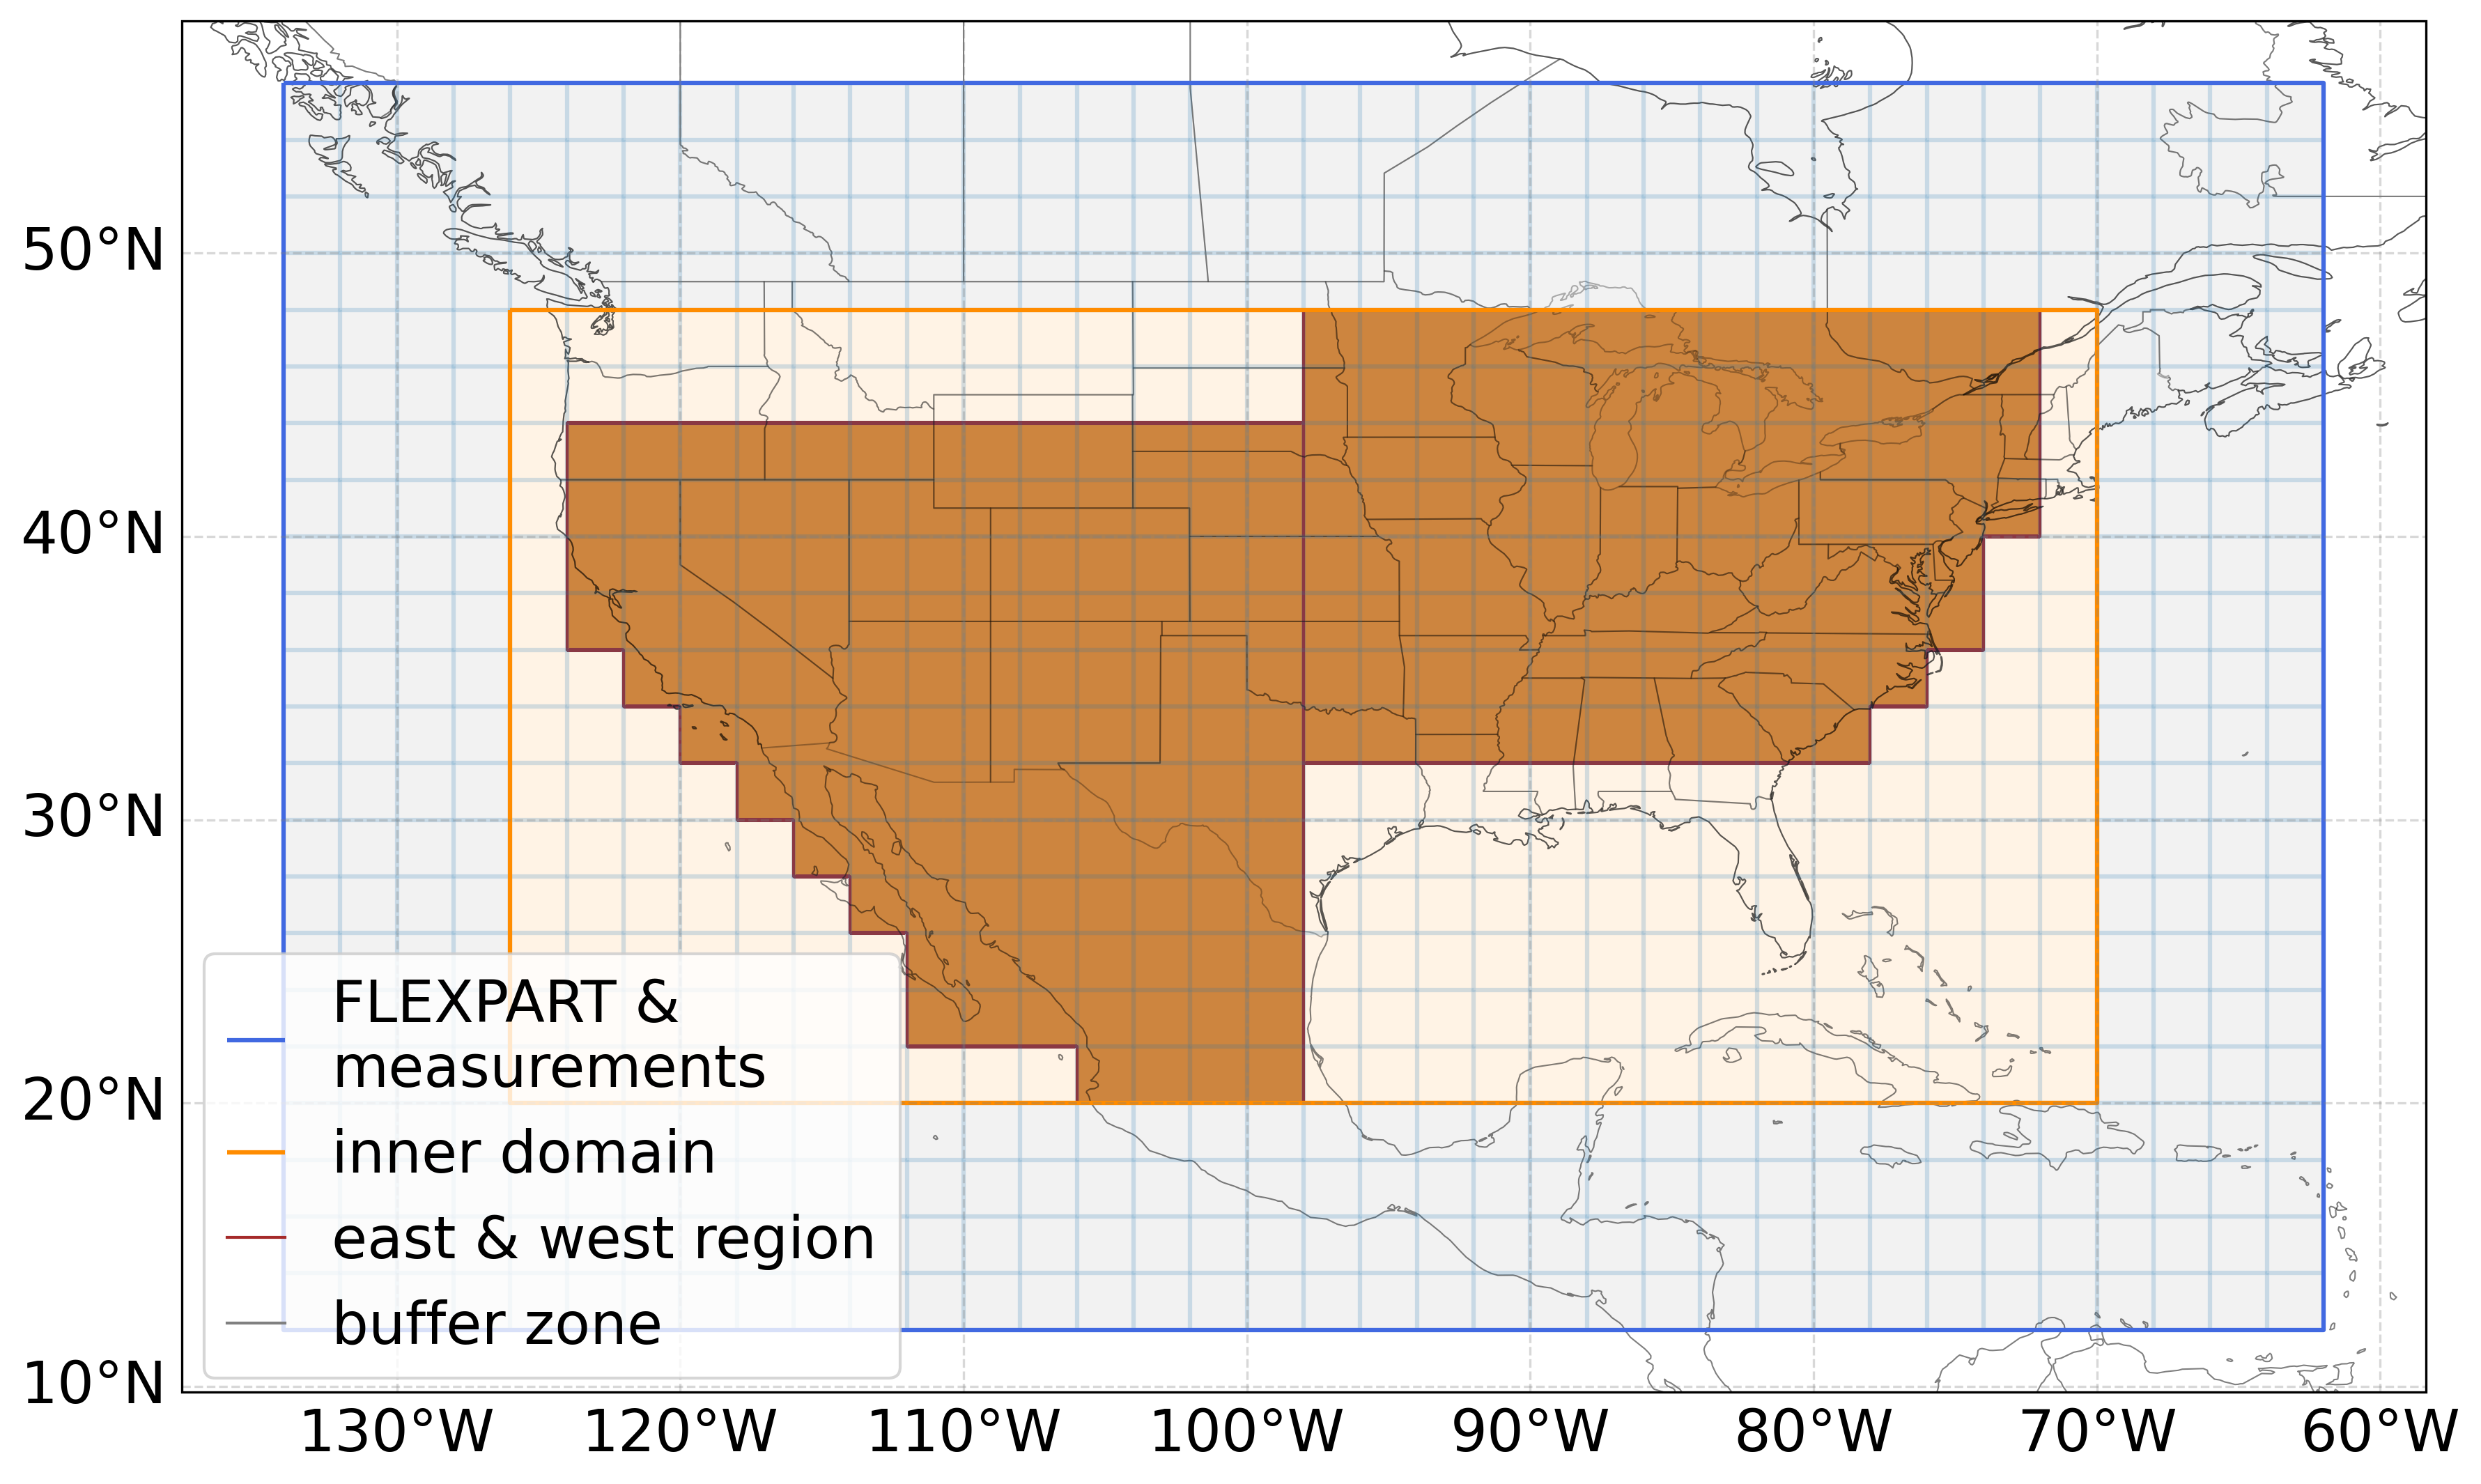 50°N
40°N
30°N
20°N
10°N
FLEXPART &
measurements
inner domain
east & west region
buffer zone
130°W 120°W 110°W 100°W 90°W 80°W 70°W 60°W